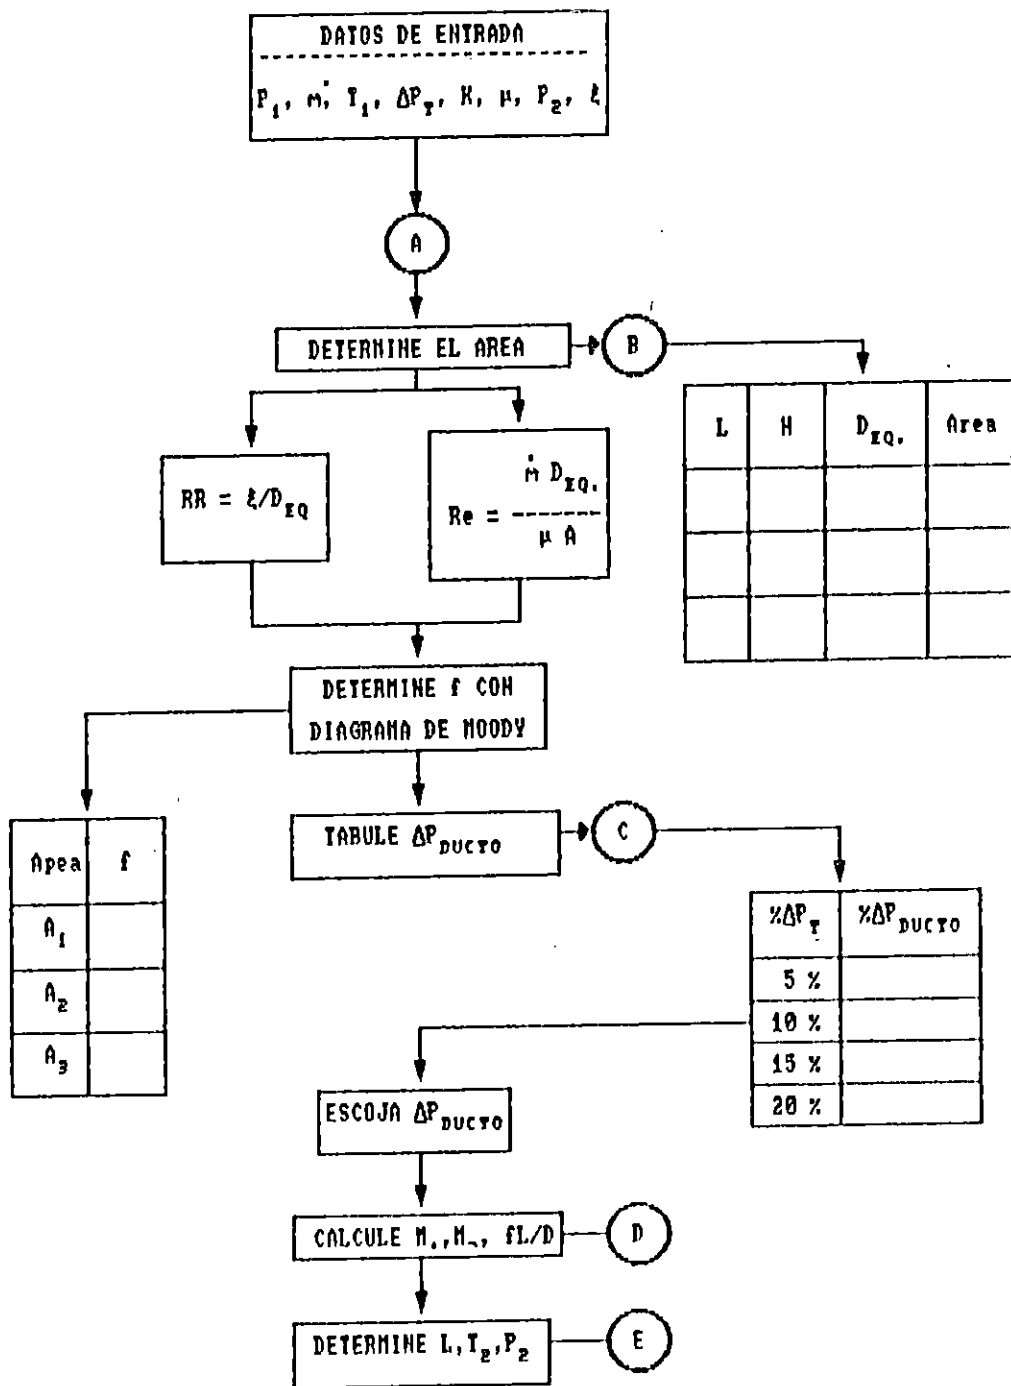 DATOS DE ENTRADA
P₁, ṁ, T₁, ΔP_T, K, μ, P₂, ξ
A
DETERMINE EL AREA
B
L H D_EQ. Area
RR = ξ/D_EQ
ṁ D_EQ.
Re = ----------
μ A
DETERMINE f CON
DIAGRAMA DE MOODY
TABULE ΔP_DUCTO
C
Apea f
A₁
A₂
A₃
%ΔP_T %ΔP_DUCTO
5 %
10 %
15 %
20 %
ESCOJA ΔP_DUCTO
CALCULE fL/D
D
DETERMINE L,T₂,P₂
E